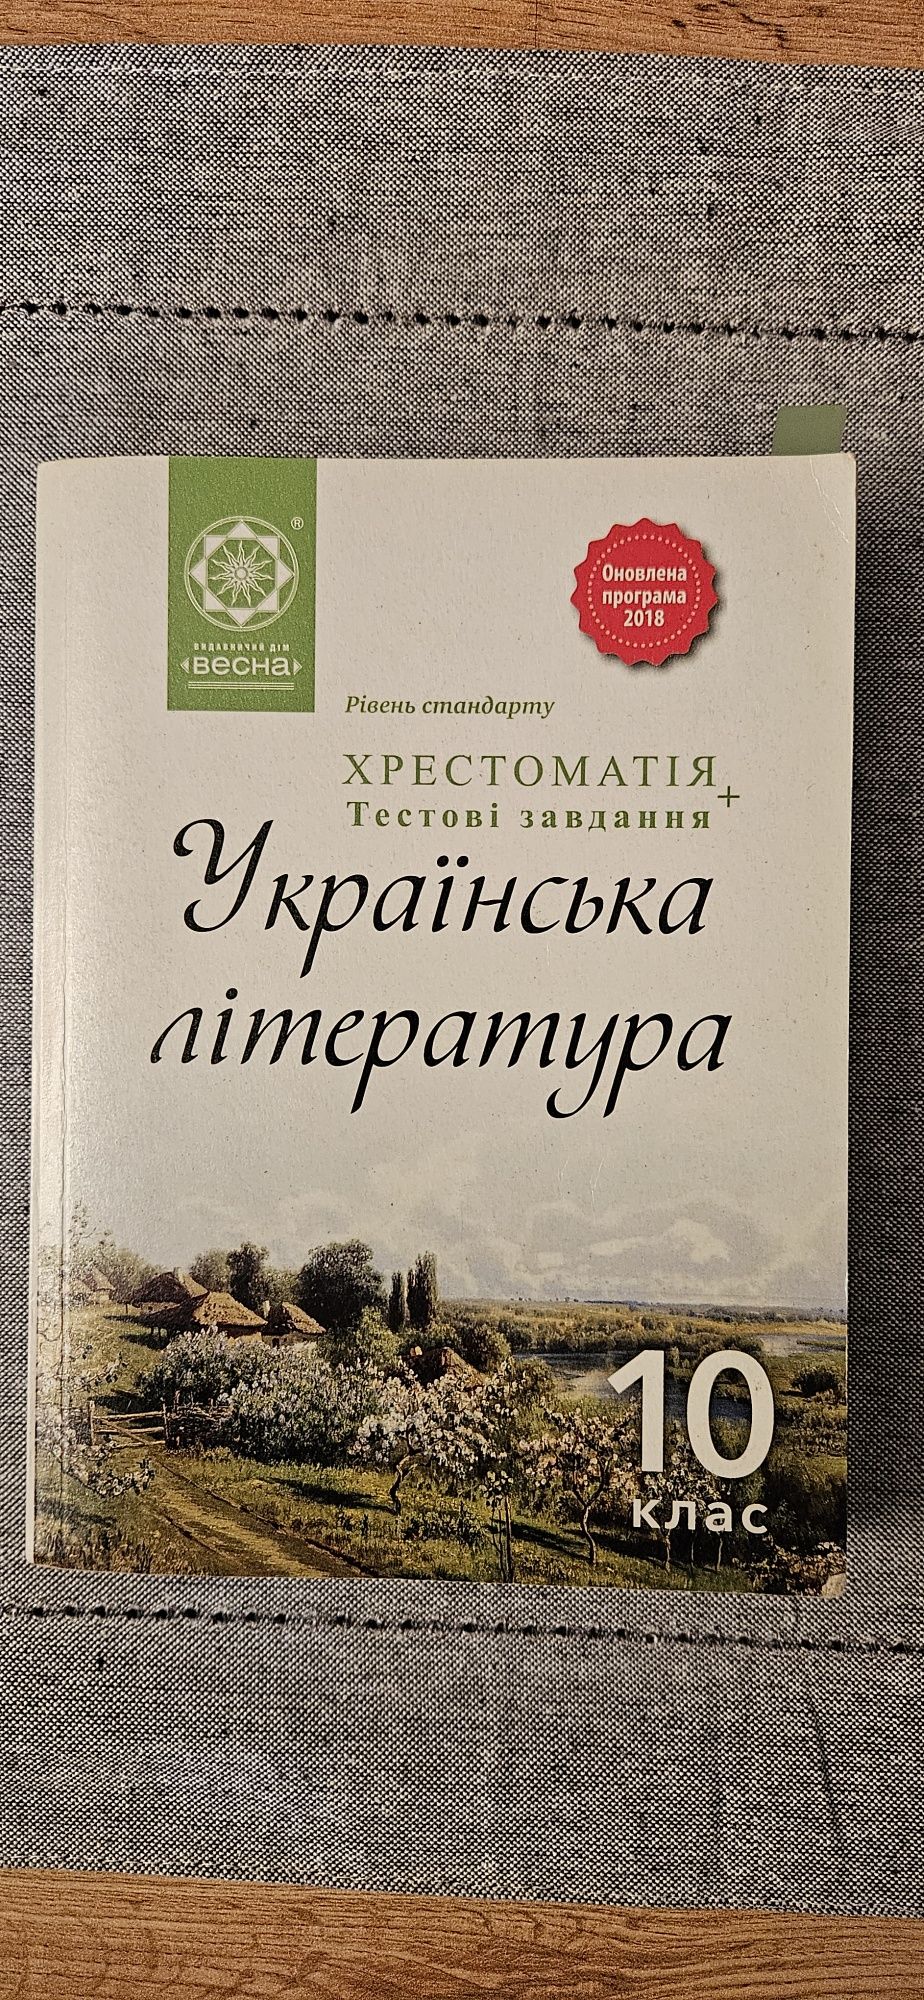 ®
ВИДАВНИЧИЙ ДІМ
«ВЕСНА»
Оновлена
програма
2018
Рівень стандарту
ХРЕСТОМАТІЯ
+
Тестові завдання
Українська
література
10
клас